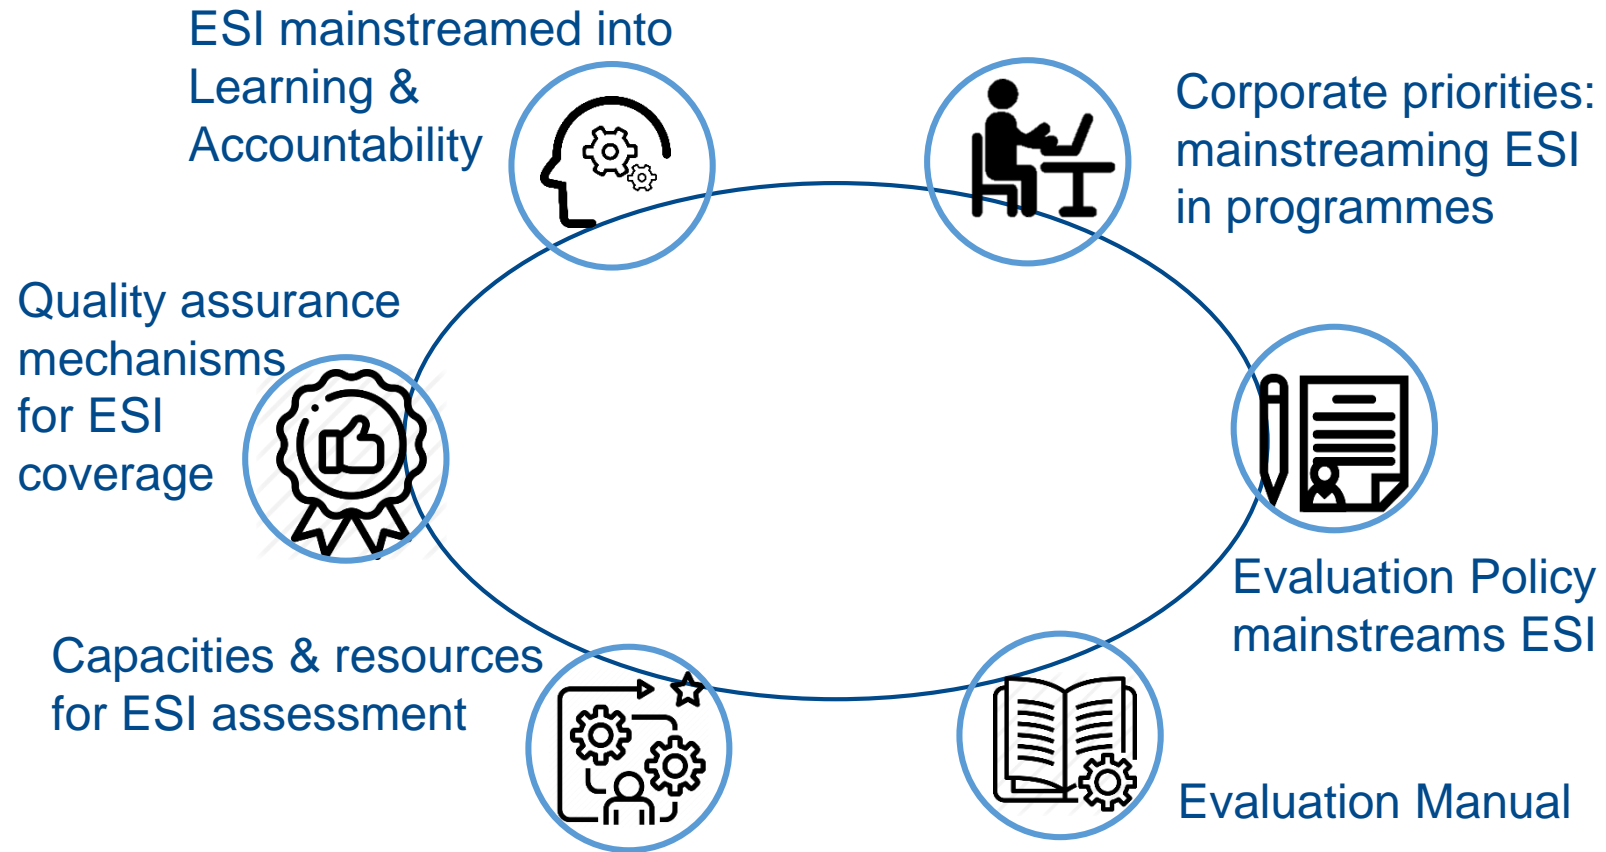 ESI mainstreamed into
Learning &
Accountability
Corporate priorities:
mainstreaming ESI
in programmes
Quality assurance
mechanisms
for ESI
coverage
Evaluation Policy
mainstreams ESI
Capacities & resources
for ESI assessment
Evaluation Manual